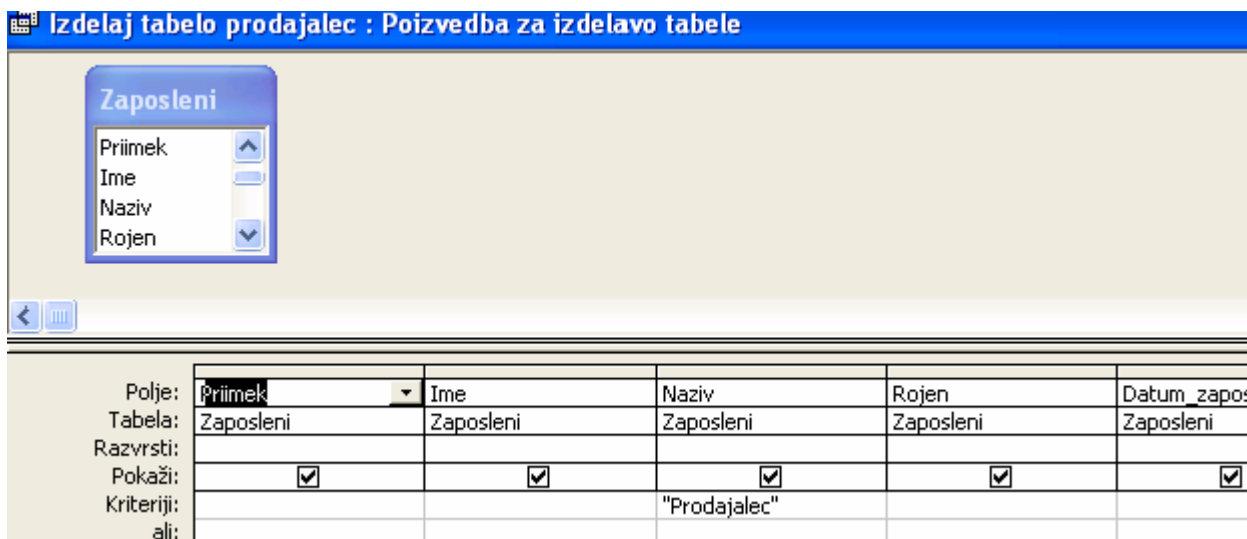 Izdelaj tabelo prodajalec : Poizvedba za izdelavo tabele
Zaposleni
Priimek
Ime
Naziv
Rojen
Polje: Priimek Ime Naziv Rojen Datum_zapos
Tabela: Zaposleni Zaposleni Zaposleni Zaposleni Zaposleni
Razvrsti:
Pokaži:
Kriteriji: "Prodajalec"
ali: